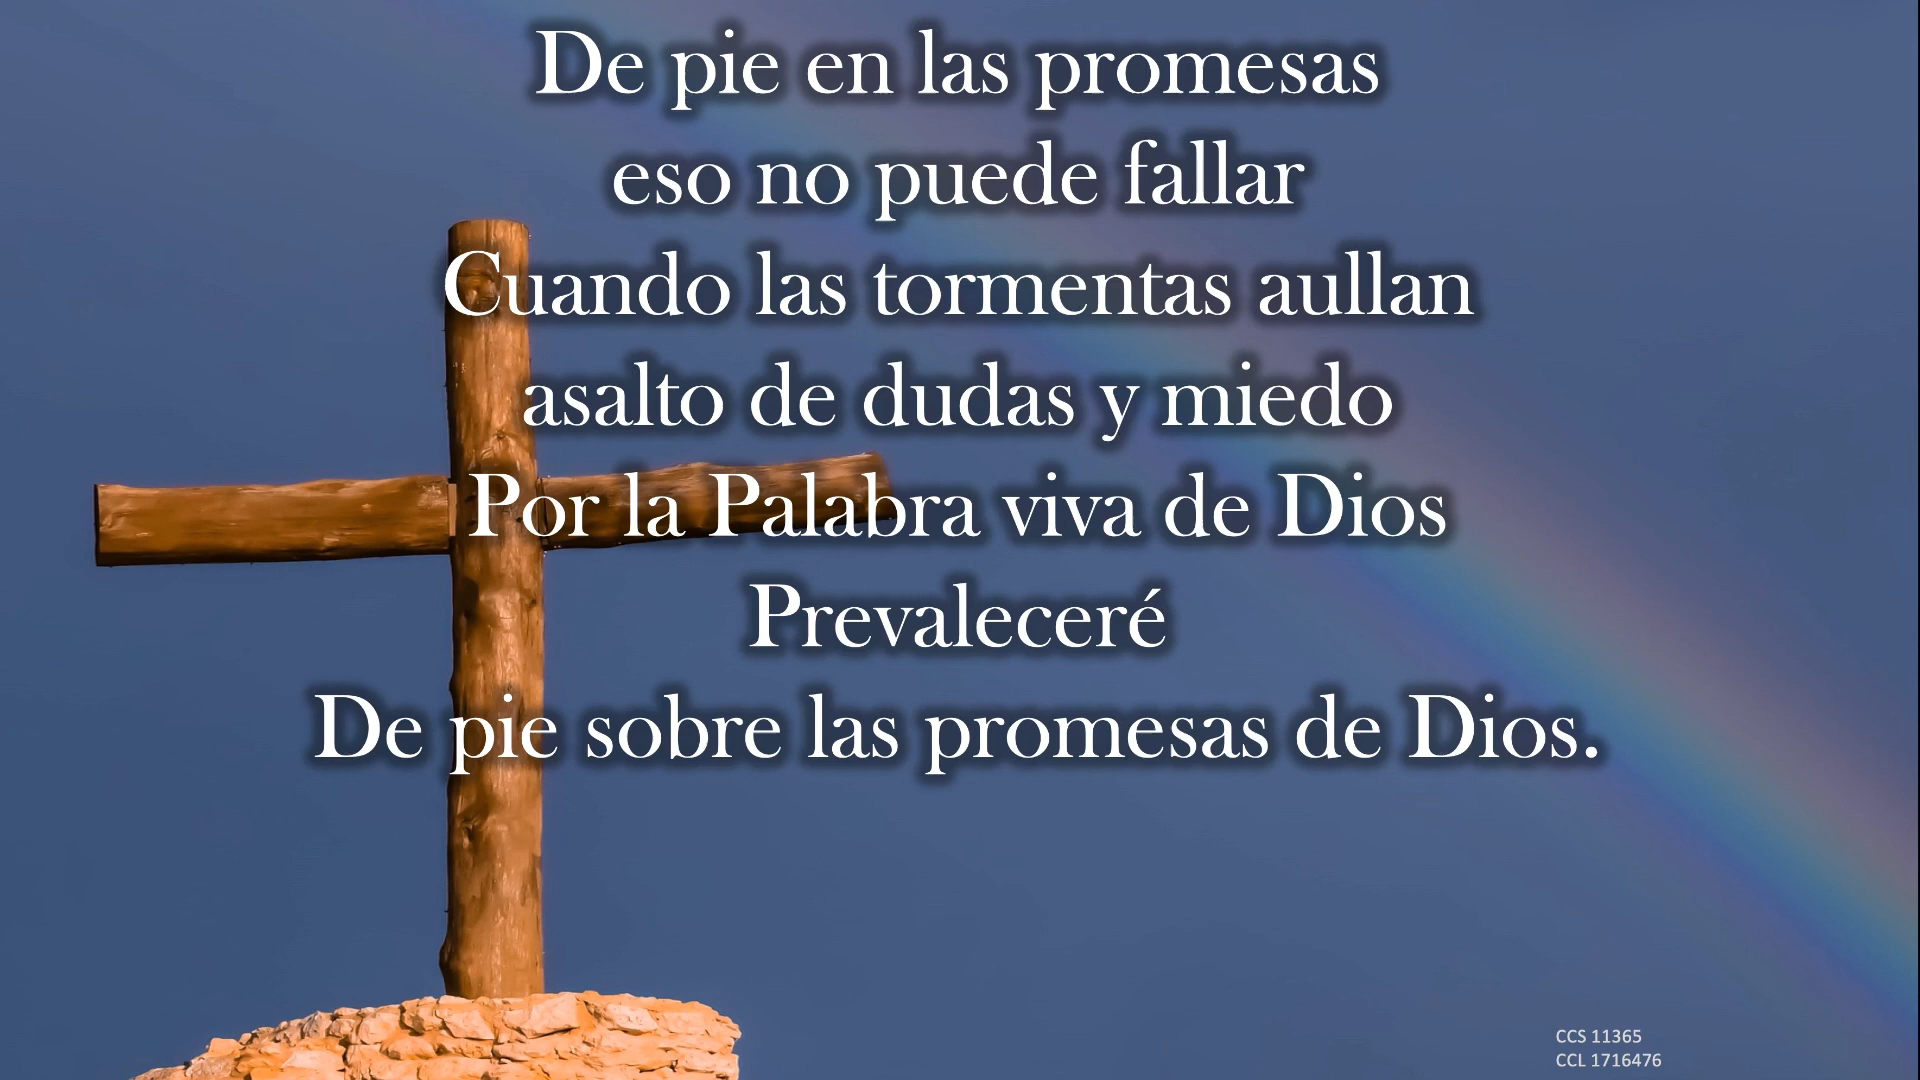 De pie en las promesas
eso no puede fallar
Cuando las tormentas aullan
asalto de dudas y miedo
Por la Palabra viva de Dios
Prevaleceré
De pie sobre las promesas de Dios.
CCS 11365
CCL 1716476